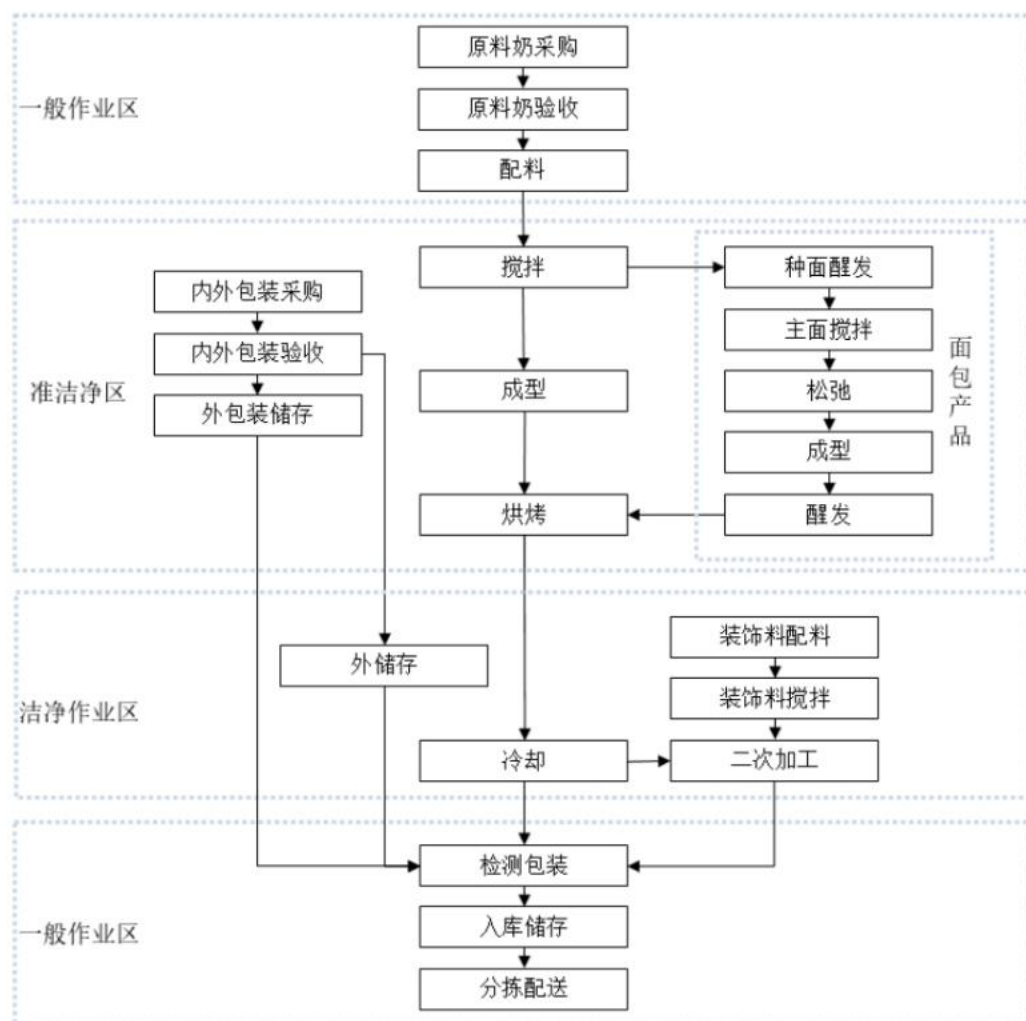 一般作业区
原料奶采购
原料奶验收
配料
准洁净区
内外包装采购
内外包装验收
外包装储存
搅拌
成型
烘烤
种面醒发
主面搅拌
松弛
成型
醒发
面包产品
洁净作业区
外储存
冷却
装饰料配料
装饰料搅拌
二次加工
一般作业区
检测包装
入库储存
分拣配送